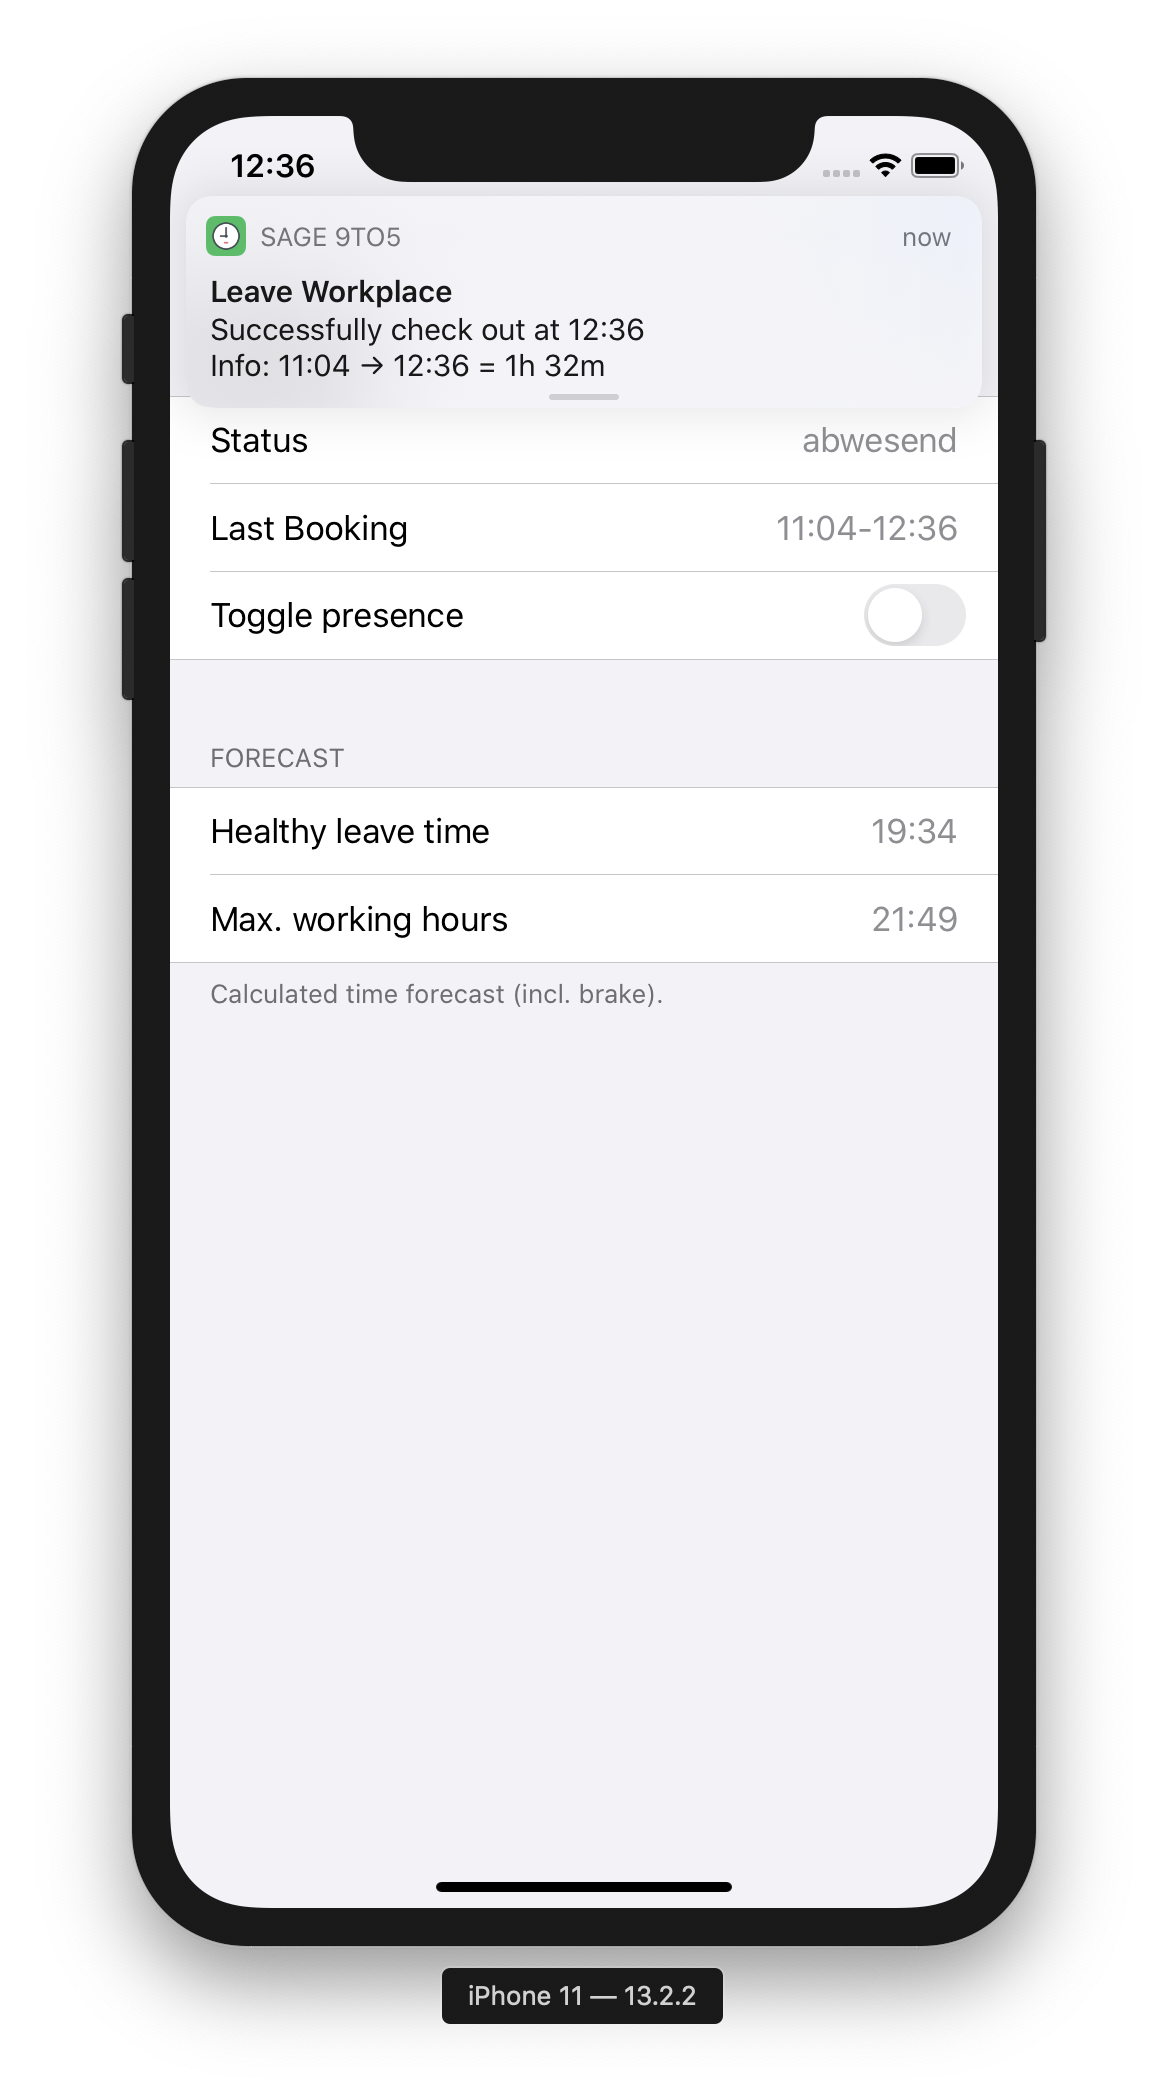 12:36
SAGE 9TO5 now
Leave Workplace
Successfully check out at 12:36
Info: 11:04 → 12:36 = 1h 32m
Status abwesend
Last Booking 11:04-12:36
Toggle presence
FORECAST
Healthy leave time 19:34
Max. working hours 21:49
Calculated time forecast (incl. brake).
iPhone 11 — 13.2.2